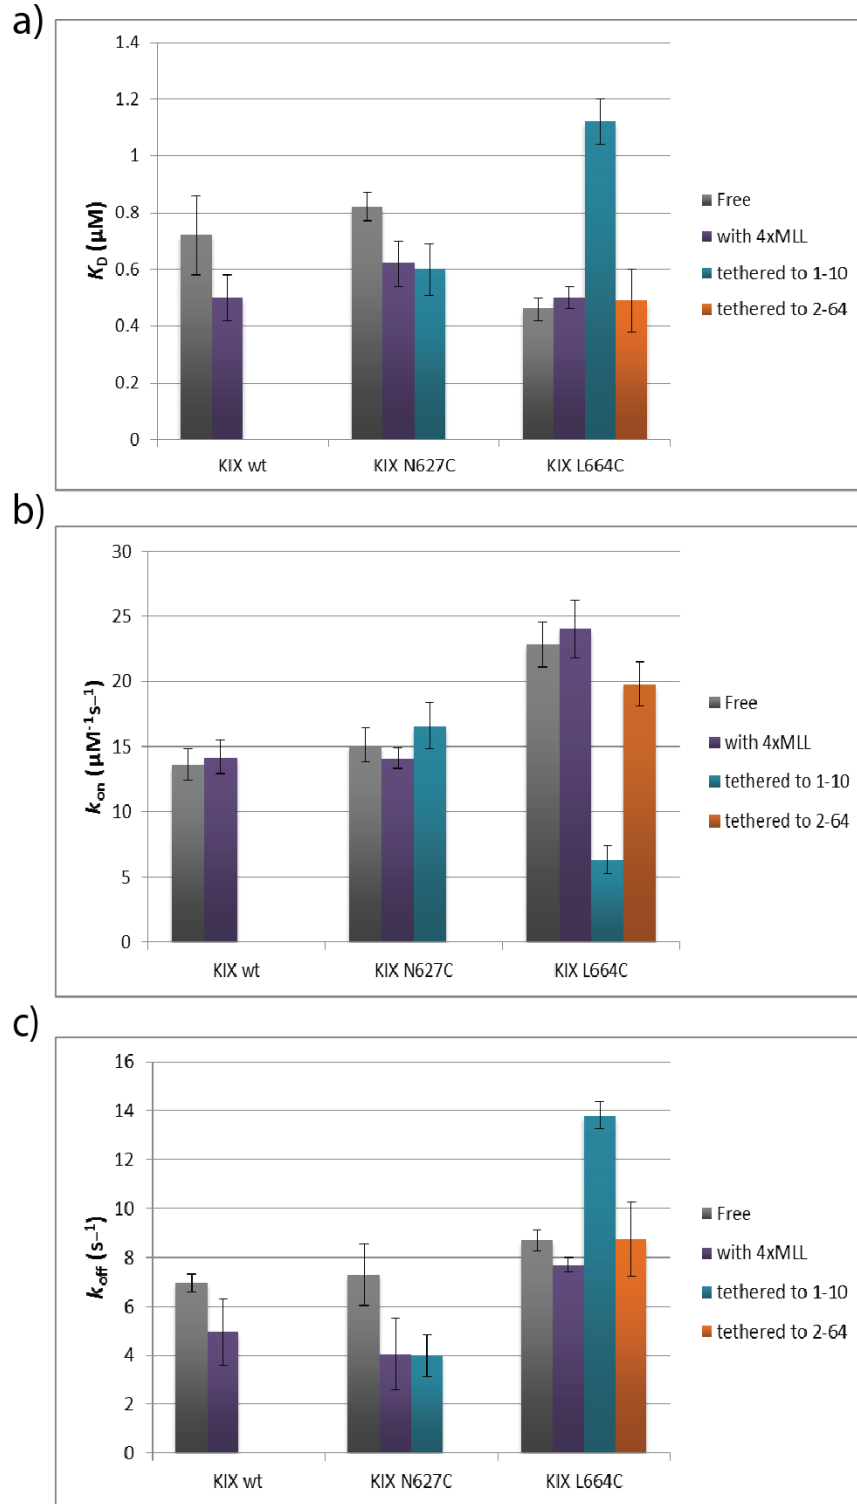 a)
1.4
1.2
1
0.8
0.6
0.4
0.2
0
K_D (µM)
KIX wt
KIX N627C
KIX L664C
Free
with 4xMLL
tethered to 1-10
tethered to 2-64
b)
30
25
20
15
10
5
0
k_on (µM⁻¹s⁻¹)
KIX wt
KIX N627C
KIX L664C
Free
with 4xMLL
tethered to 1-10
tethered to 2-64
c)
16
14
12
10
8
6
4
2
0
k_off (s⁻¹)
KIX wt
KIX N627C
KIX L664C
Free
with 4xMLL
tethered to 1-10
tethered to 2-64